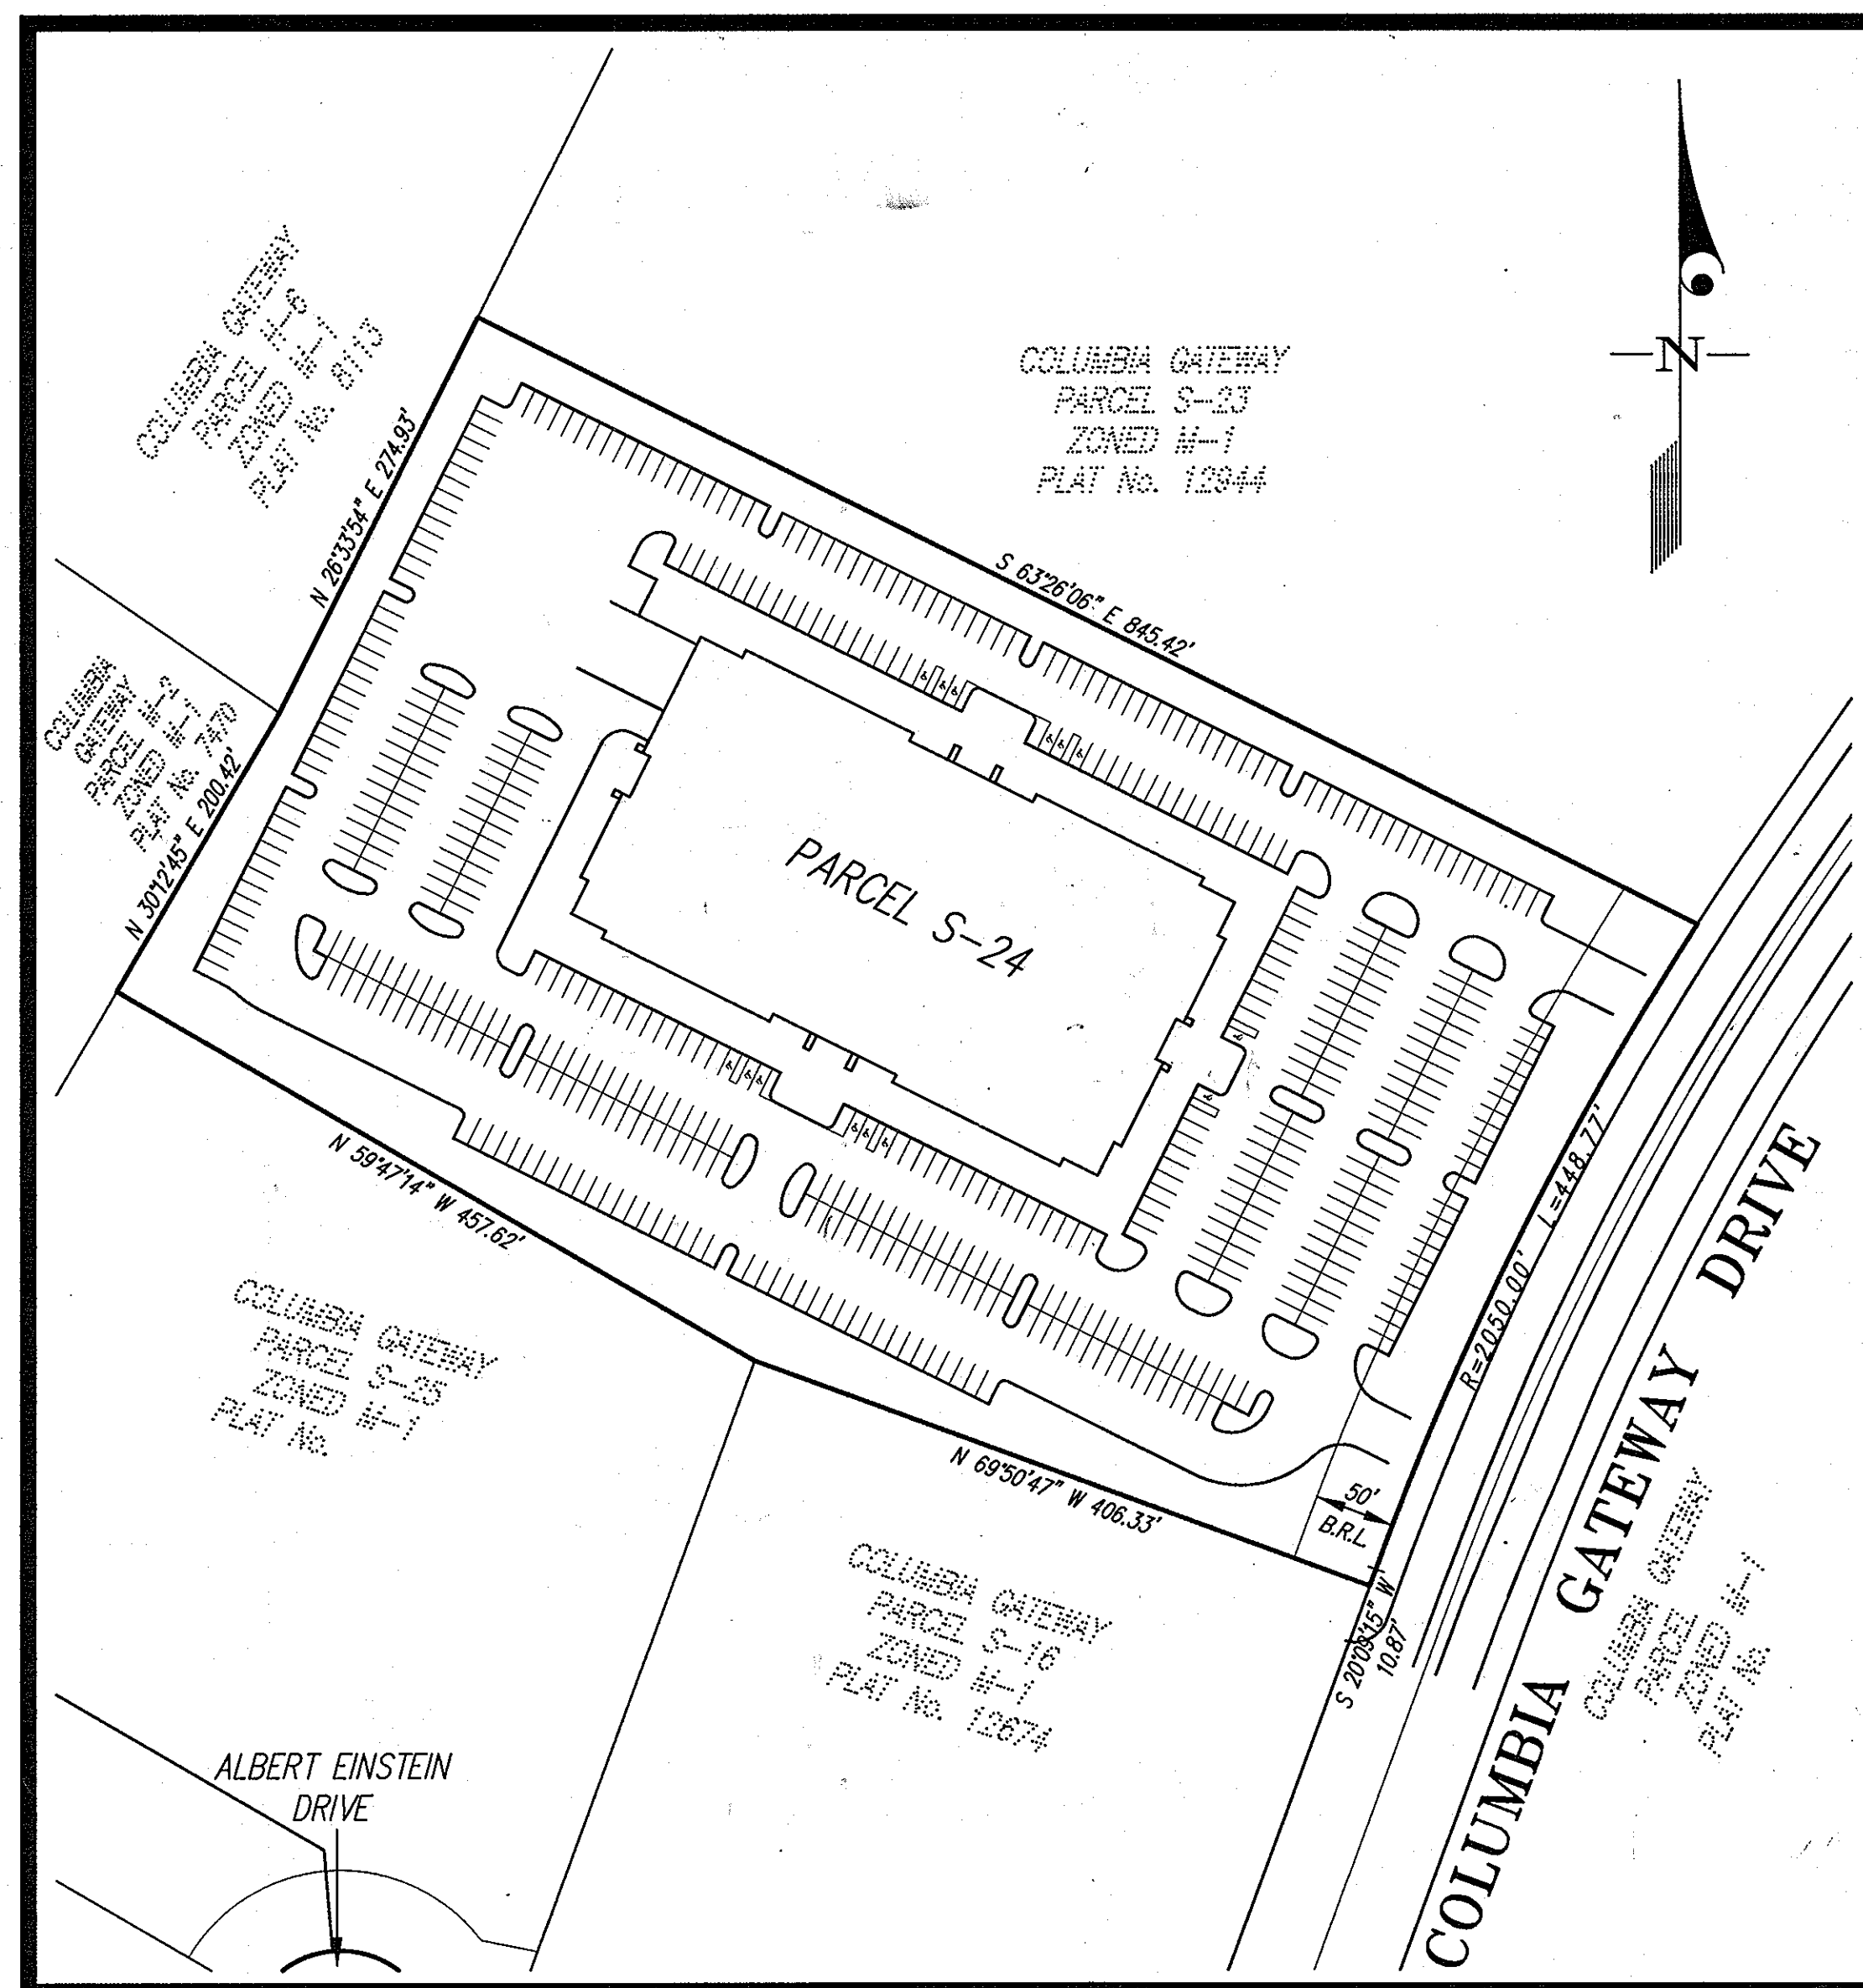 COLUMBIA GATEWAY
PARCEL M-6
ZONED M-1
PLAT No. 8113
COLUMBIA GATEWAY
PARCEL S-23
ZONED M-1
PLAT No. 12944
N
N 26°33'54" E 274.93'
S 63°26'06" E 845.42'
COLUMBIA
GATEWAY
PARCEL M-2
ZONED M-1
PLAT No. 7470
N 30°12'45" E 200.42'
PARCEL S-24
N 59°47'14" W 457.62'
R=2050.00' L=448.77'
COLUMBIA GATEWAY DRIVE
COLUMBIA GATEWAY
PARCEL S-25
ZONED M-1
PLAT No.
N 69°50'47" W 406.33'
50'
B.R.L.
COLUMBIA GATEWAY
PARCEL S-16
ZONED M-1
PLAT No. 12674
S 20°09'15" W
10.87'
COLUMBIA GATEWAY
PARCEL
ZONED M-1
PLAT No.
ALBERT EINSTEIN
DRIVE